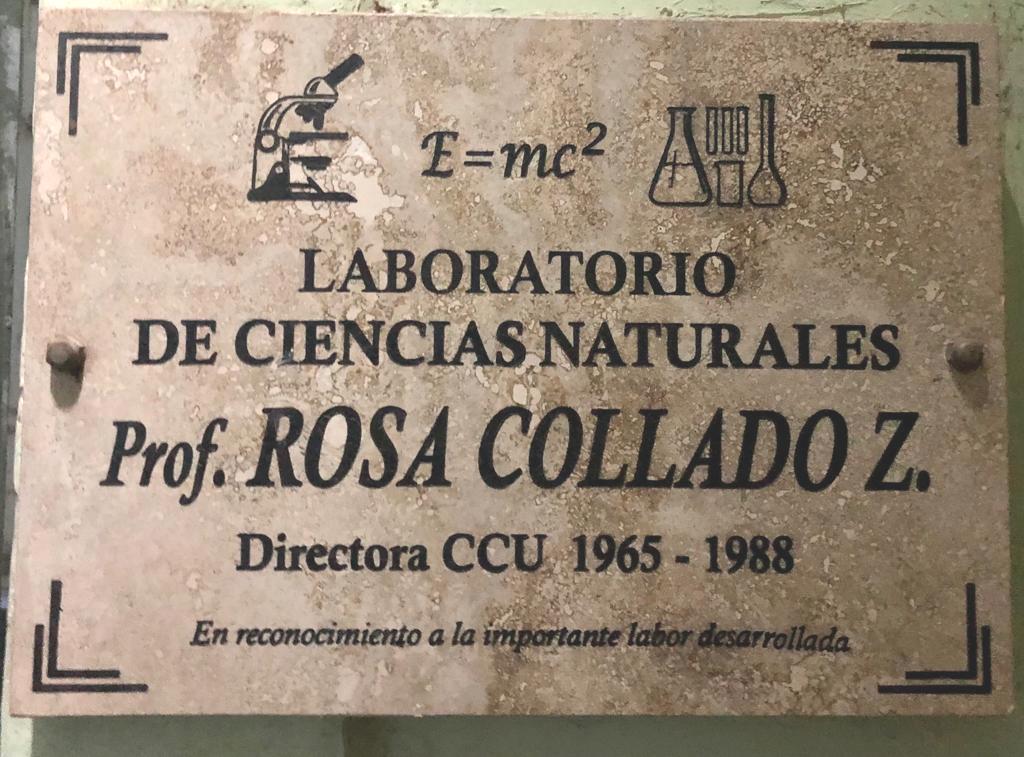 E=mc²
LABORATORIO
DE CIENCIAS NATURALES
Prof. ROSA COLLADO Z.
Directora CCU 1965 - 1988
En reconocimiento a la importante labor desarrollada